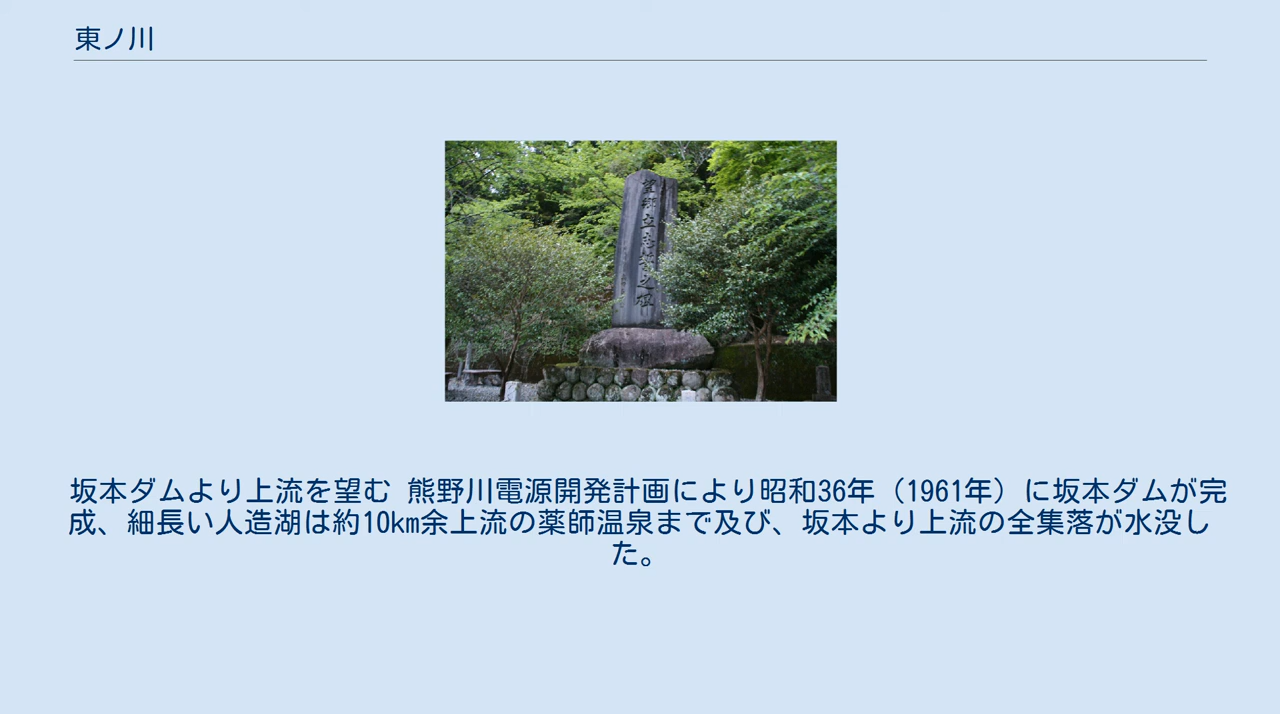 東ノ川
坂本ダムより上流を望む 熊野川電源開発計画により昭和36年（1961年）に坂本ダムが完
成、細長い人造湖は約10km余上流の薬師温泉まで及び、坂本より上流の全集落が水没し
た。